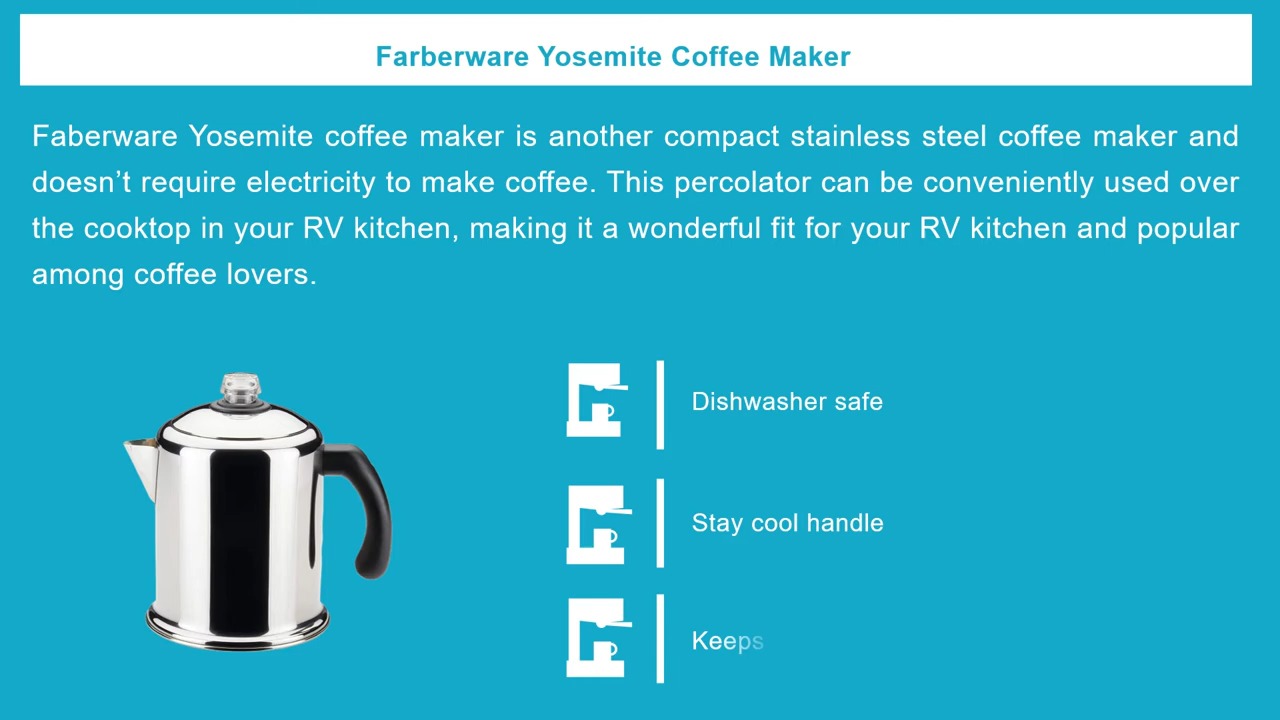 Farberware Yosemite Coffee Maker
Faberware Yosemite coffee maker is another compact stainless steel coffee maker and
doesn’t require electricity to make coffee. This percolator can be conveniently used over
the cooktop in your RV kitchen, making it a wonderful fit for your RV kitchen and popular
among coffee lovers.
Dishwasher safe
Stay cool handle
Keeps